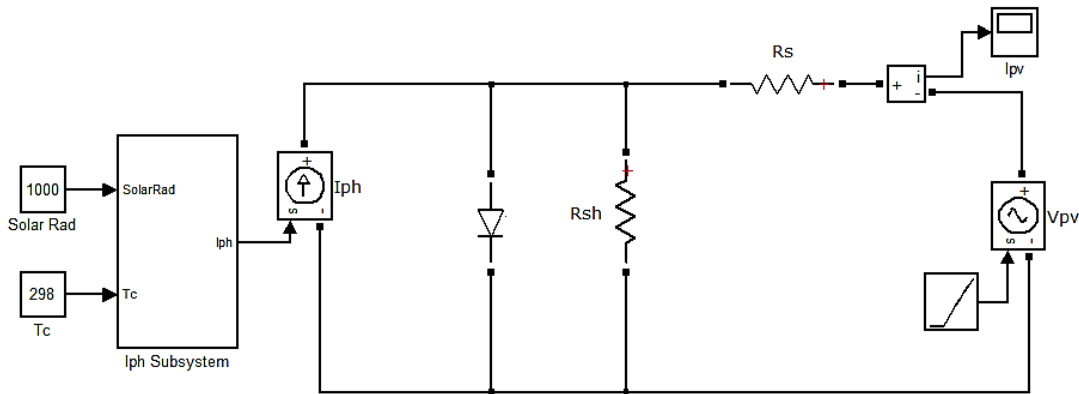 1000
Solar Rad
298
Tc
SolarRad
Tc
Iph
Iph Subsystem
+
Iph
s
-
Rsh
+
Rs
+
+
i
-
Ipv
+
Vpv
s
-